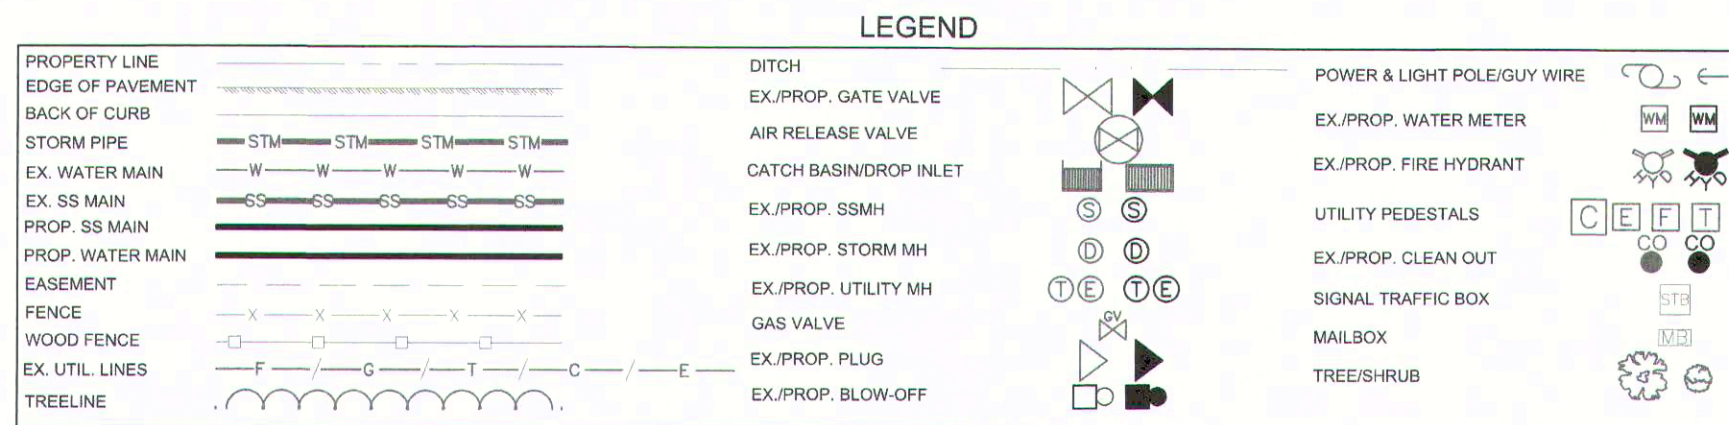 LEGEND
PROPERTY LINE
EDGE OF PAVEMENT
BACK OF CURB
STORM PIPE STM STM STM STM
EX. WATER MAIN W W W W W
EX. SS MAIN SS SS SS SS SS
PROP. SS MAIN
PROP. WATER MAIN
EASEMENT
FENCE X X X X X
WOOD FENCE
EX. UTIL. LINES F / G / T / C / E
TREELINE
DITCH
EX./PROP. GATE VALVE
AIR RELEASE VALVE
CATCH BASIN/DROP INLET
EX./PROP. SSMH S S
EX./PROP. STORM MH D D
EX./PROP. UTILITY MH T E T E
GAS VALVE GV
EX./PROP. PLUG
EX./PROP. BLOW-OFF
POWER & LIGHT POLE/GUY WIRE
EX./PROP. WATER METER WM WM
EX./PROP. FIRE HYDRANT HYD HYD
UTILITY PEDESTALS C E F T
EX./PROP. CLEAN OUT CO CO
SIGNAL TRAFFIC BOX STB
MAILBOX MB
TREE/SHRUB